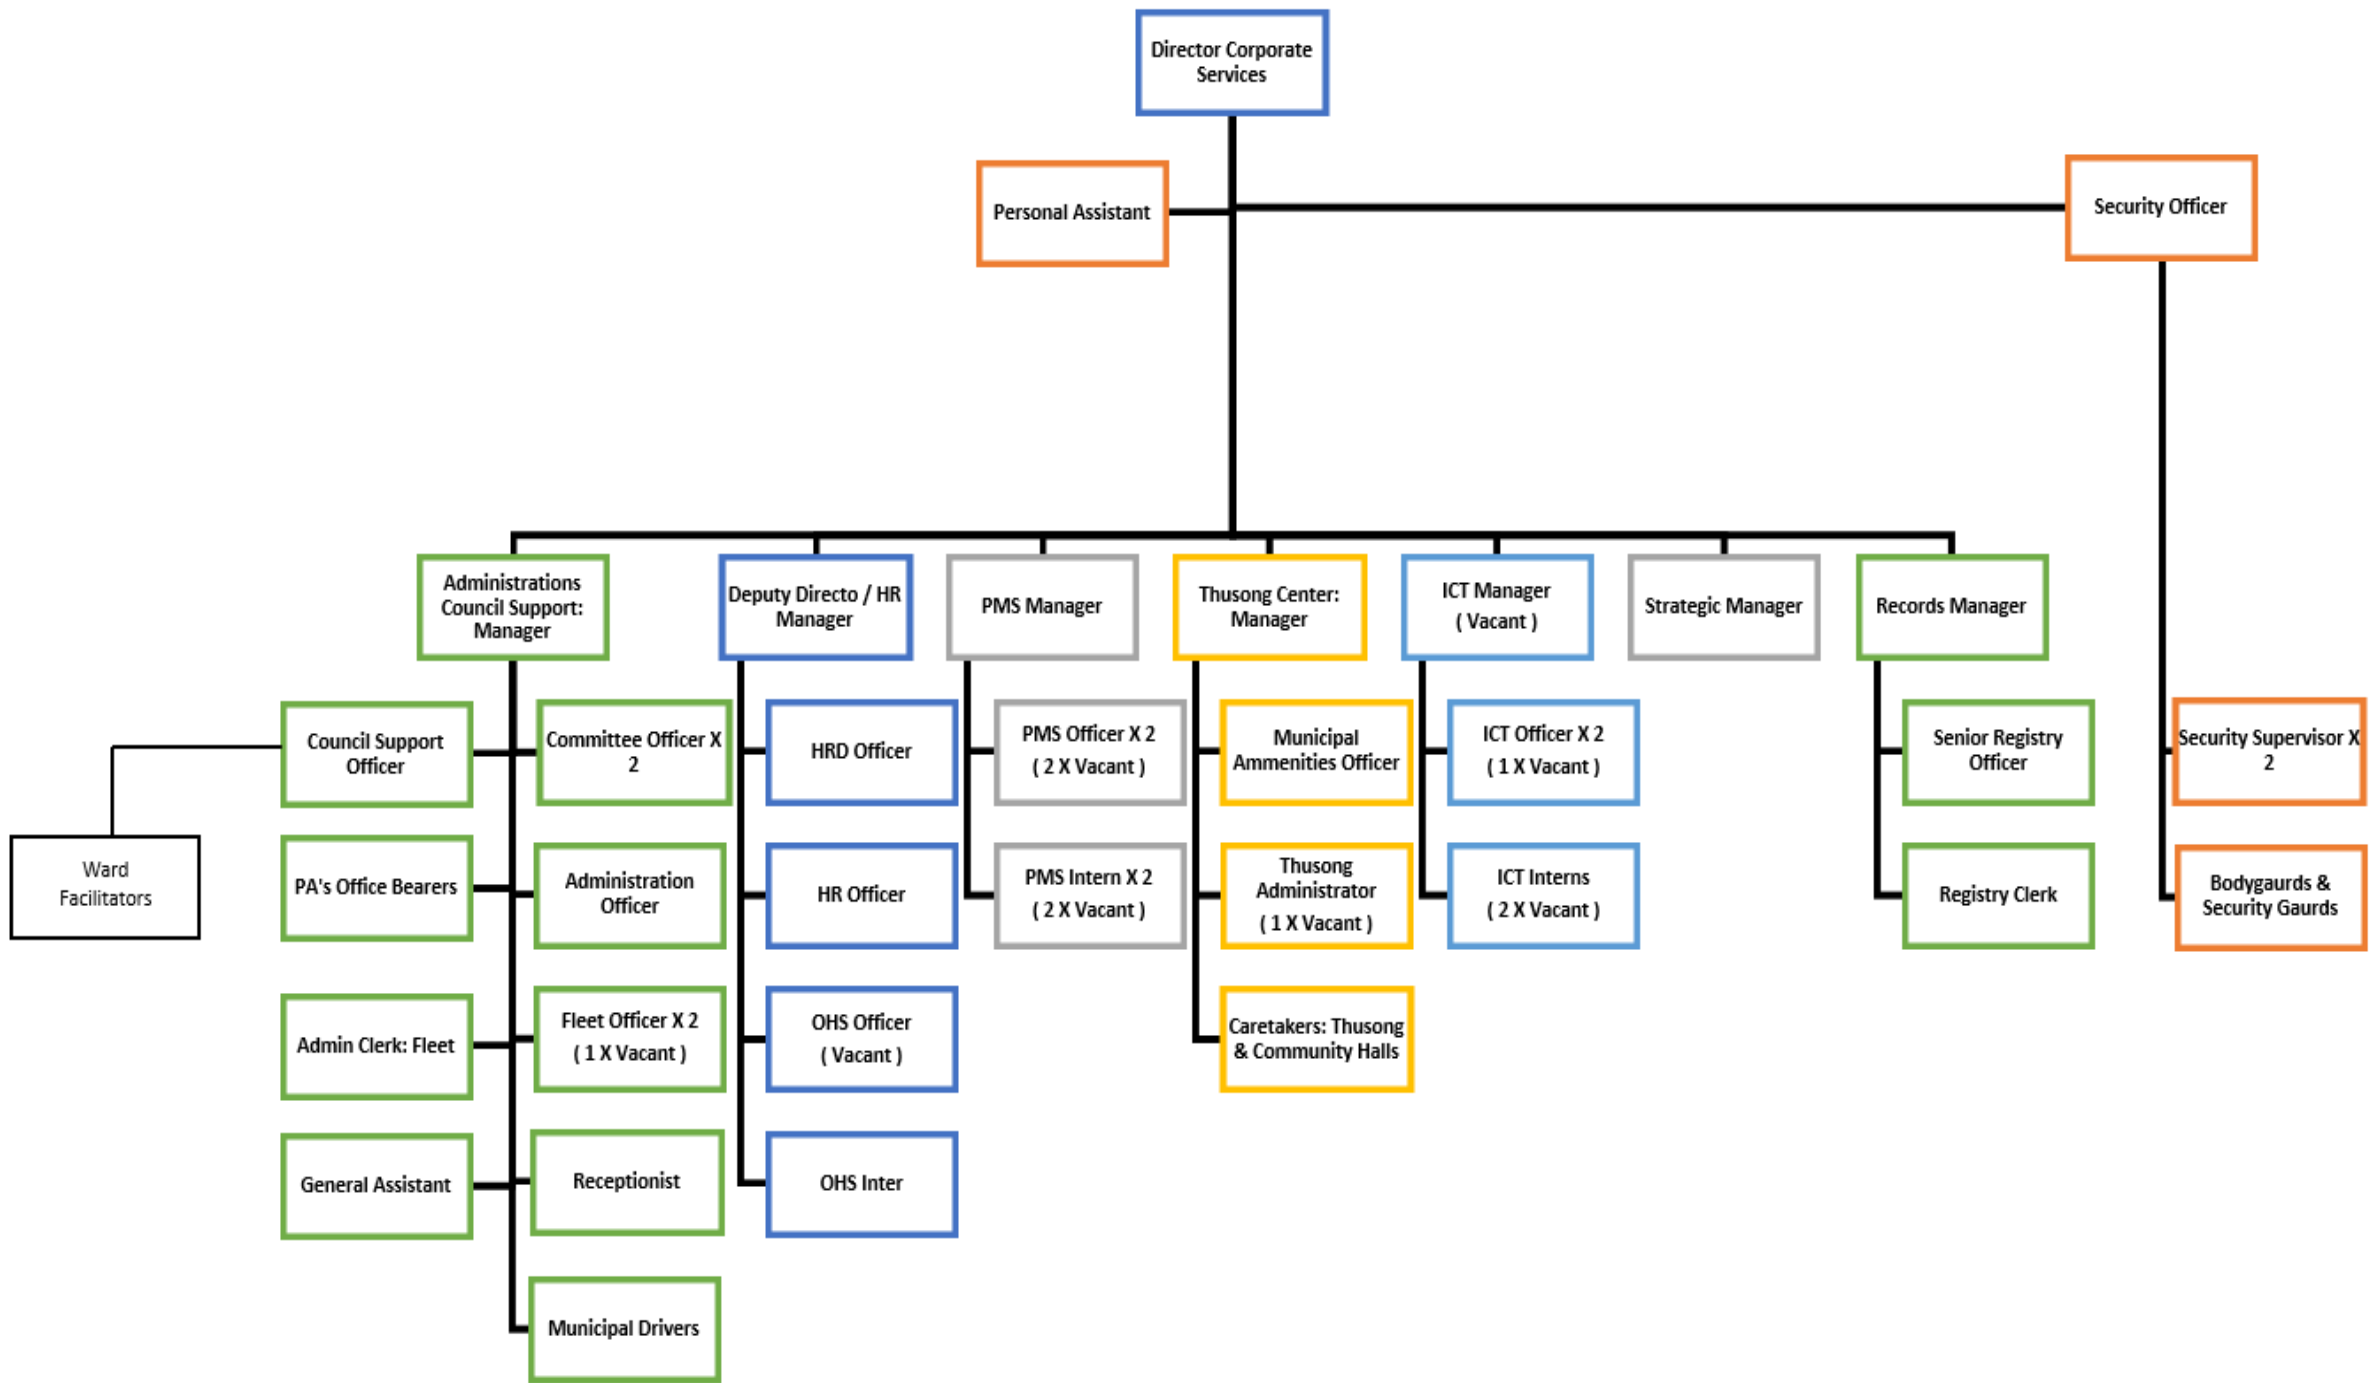 Director Corporate
Services
Personal Assistant
Security Officer
Administrations
Council Support:
Manager
Deputy Directo / HR
Manager
PMS Manager
Thusong Center:
Manager
ICT Manager
( Vacant )
Strategic Manager
Records Manager
Council Support
Officer
Committee Officer X
2
HRD Officer
PMS Officer X 2
( 2 X Vacant )
Municipal
Ammenities Officer
ICT Officer X 2
( 1 X Vacant )
Senior Registry
Officer
Security Supervisor X
2
Ward
Facilitators
PA's Office Bearers
Administration
Officer
HR Officer
PMS Intern X 2
( 2 X Vacant )
Thusong
Administrator
( 1 X Vacant )
ICT Interns
( 2 X Vacant )
Registry Clerk
Bodygaurds &
Security Gaurds
Admin Clerk: Fleet
Fleet Officer X 2
( 1 X Vacant )
OHS Officer
( Vacant )
Caretakers: Thusong
& Community Halls
General Assistant
Receptionist
OHS Inter
Municipal Drivers